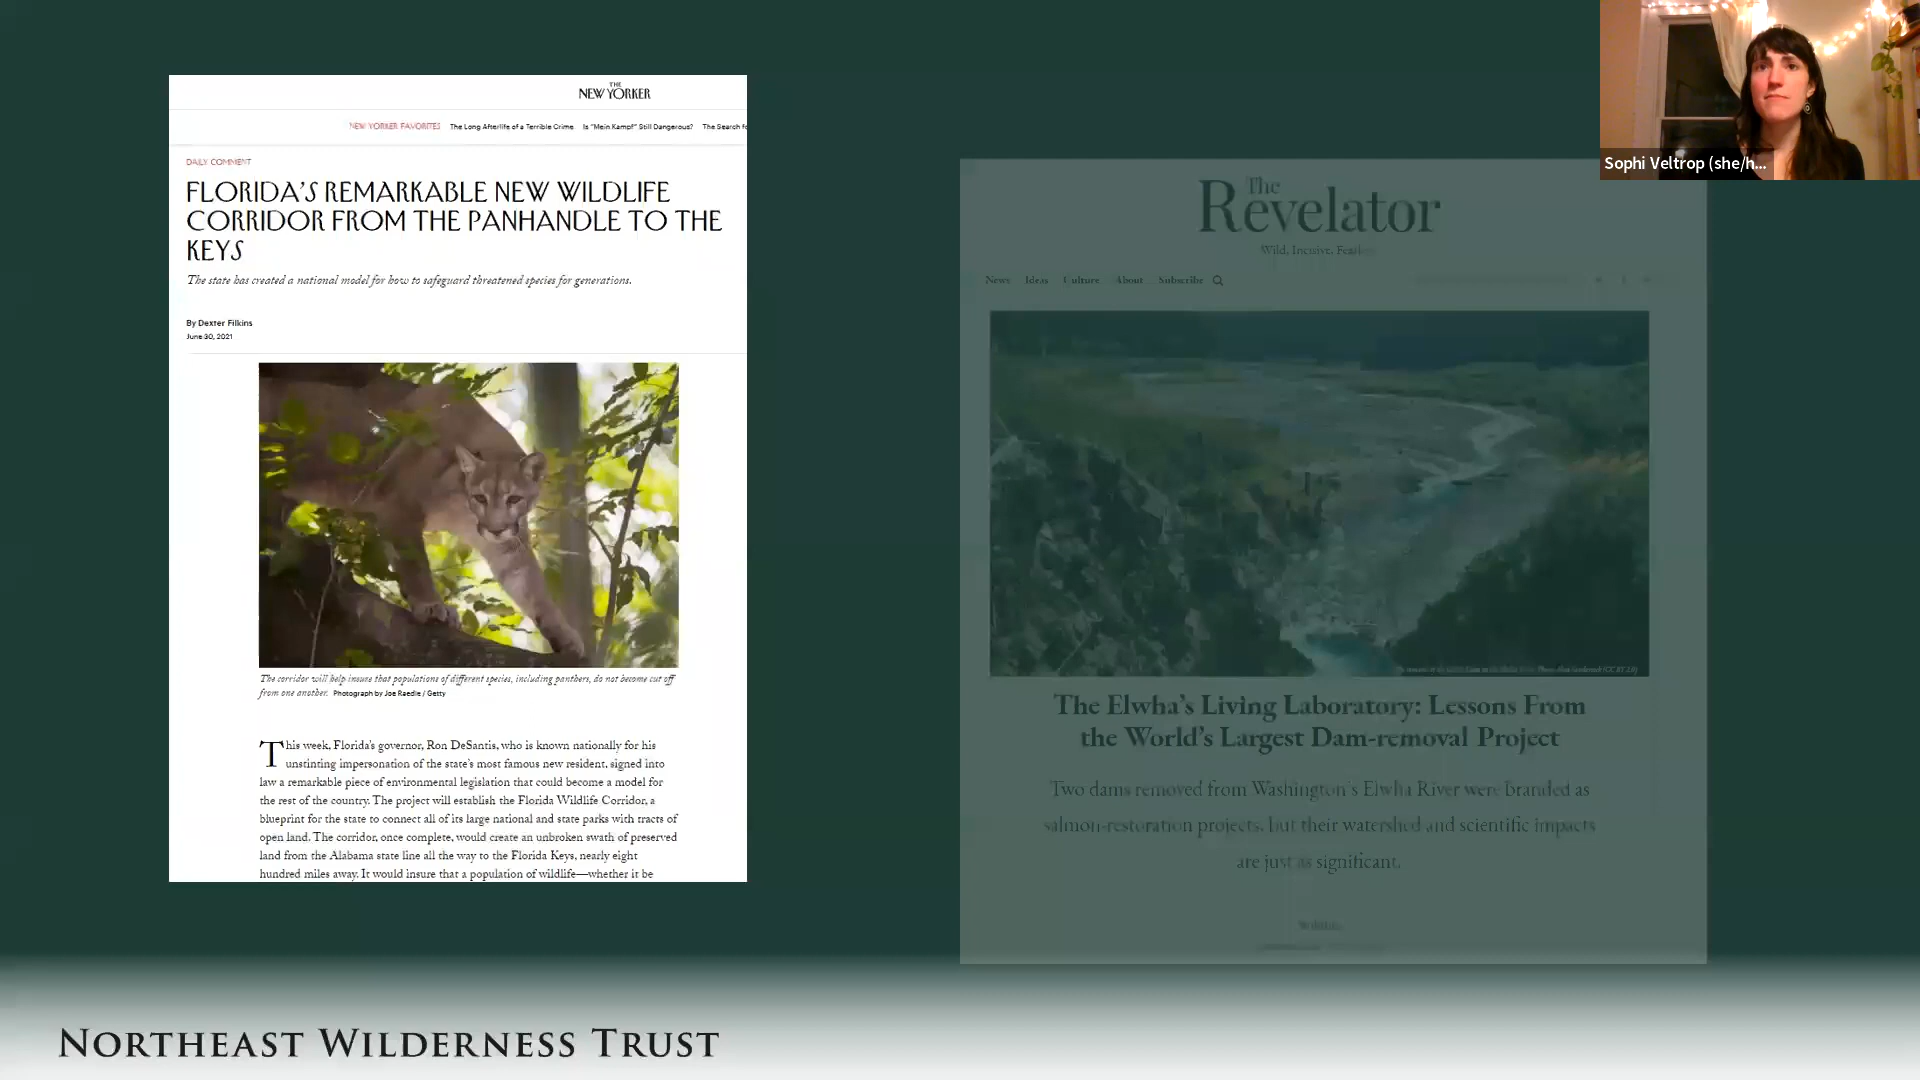 THE
NEW YORKER
NEW YORKER FAVORITES The Long Afterlife of a Terrible Crime Is "Mein Kampf" Still Dangerous? The Search fo
DAILY COMMENT
FLORIDA'S REMARKABLE NEW WILDLIFE
CORRIDOR FROM THE PANHANDLE TO THE
KEYS
The state has created a national model for how to safeguard threatened species for generations.
By Dexter Filkins
June 30, 2021
The corridor will help insure that populations of different species, including panthers, do not become cut off
from one another. Photograph by Joe Raedle / Getty
This week, Florida's governor, Ron DeSantis, who is known nationally for his
unstinting impersonation of the state's most famous new resident, signed into
law a remarkable piece of environmental legislation that could become a model for
the rest of the country. The project will establish the Florida Wildlife Corridor, a
blueprint for the state to connect all of its large national and state parks with tracts of
open land. The corridor, once complete, would create an unbroken swath of preserved
land from the Alabama state line all the way to the Florida Keys, nearly eight
hundred miles away. It would insure that a population of wildlife—whether it be
The
Revelator
Wild, Incisive, Fearless
News Ideas Culture About Subscribe
The Elwha's Living Laboratory: Lessons From
the World's Largest Dam-removal Project
Two dams removed from Washington's Elwha River were branded as
salmon-restoration projects, but their watershed and scientific impacts
are just as significant.
Sophi Veltrop (she/h...
NORTHEAST WILDERNESS TRUST